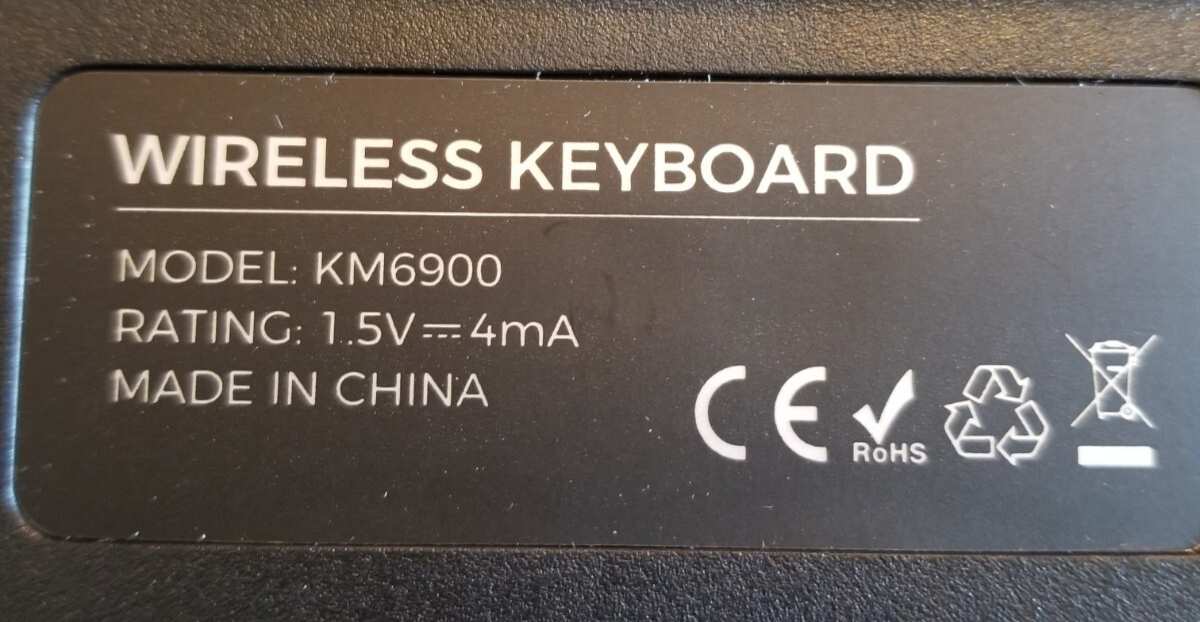 WIRELESS KEYBOARD
MODEL: KM6900
RATING: 1.5V⎓4mA
MADE IN CHINA
CE
RoHS